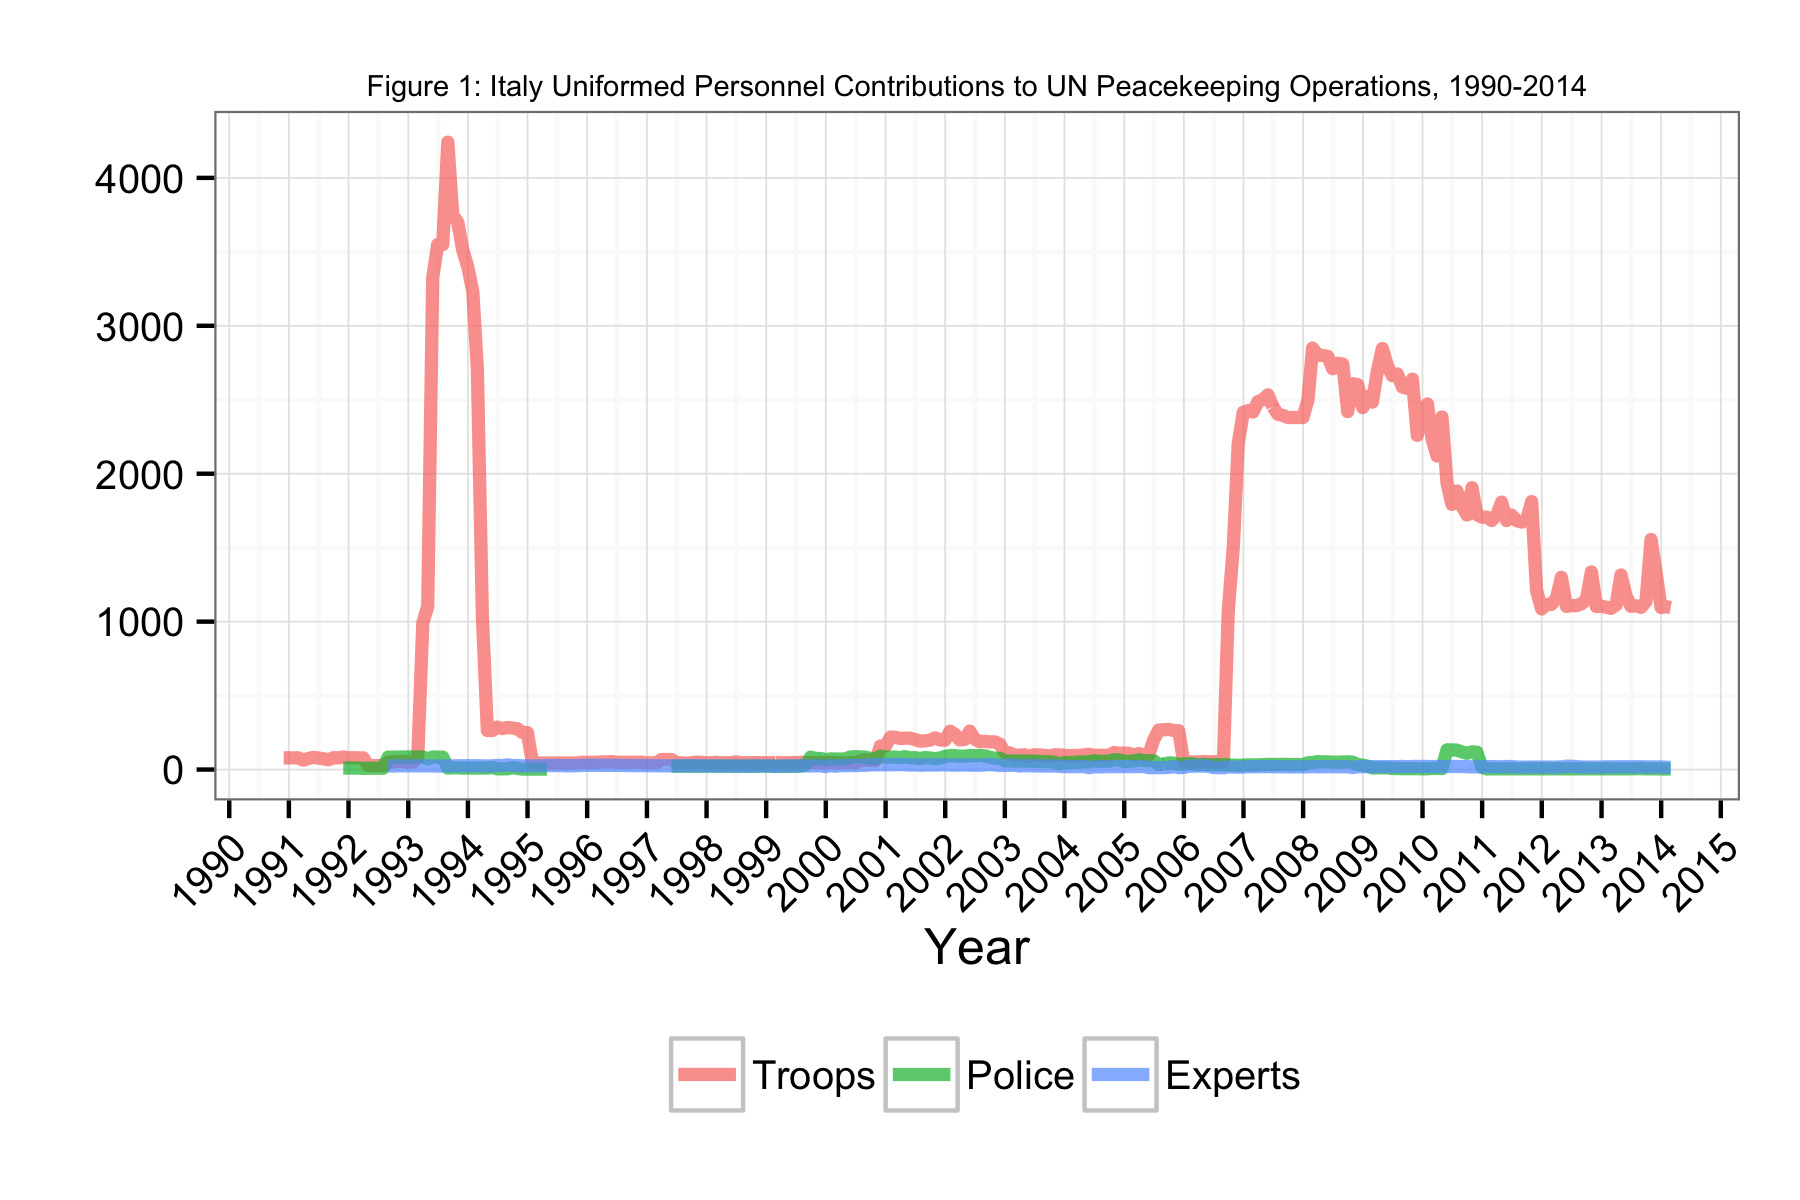 Figure 1: Italy Uniformed Personnel Contributions to UN Peacekeeping Operations, 1990-2014
4000
3000
2000
1000
0
1990 1991 1992 1993 1994 1995 1996 1997 1998 1999 2000 2001 2002 2003 2004 2005 2006 2007 2008 2009 2010 2011 2012 2013 2014 2015
Year
Troops Police Experts